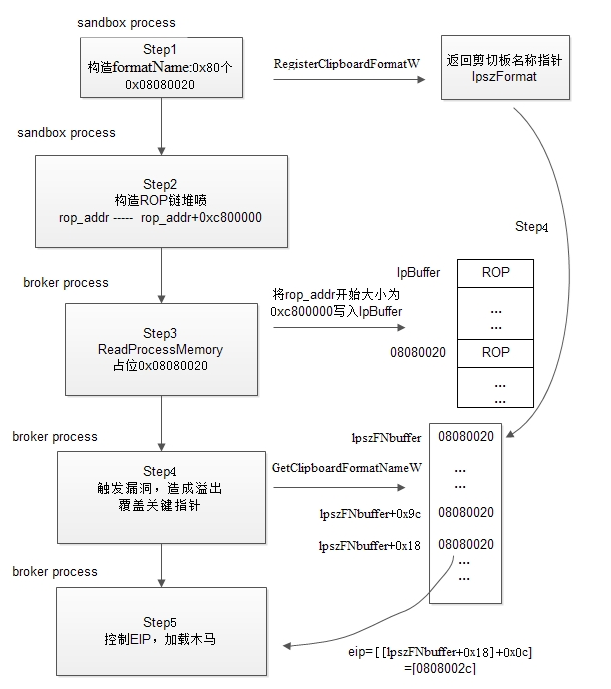 sandbox process
Step1
构造formatName:0x80个
0x08080020
RegisterClipboardFormatW
返回剪切板名称指针
lpszFormat
sandbox process
Step2
构造ROP链堆喷
rop_addr ----- rop_addr+0xc800000
Step4
broker process
Step3
ReadProcessMemory
占位0x08080020
将rop_addr开始大小为
0xc800000写入lpBuffer
lpBuffer
ROP
...
...
08080020
ROP
...
...
broker process
Step4
触发漏洞，造成溢出
覆盖关键指针
GetClipboardFormatNameW
lpszFNbuffer
08080020
...
...
lpszFNbuffer+0x9c
08080020
lpszFNbuffer+0x18
08080020
...
...
broker process
Step5
控制EIP，加载木马
eip=[[lpszFNbuffer+0x18]+0x0c]
=[0808002c]